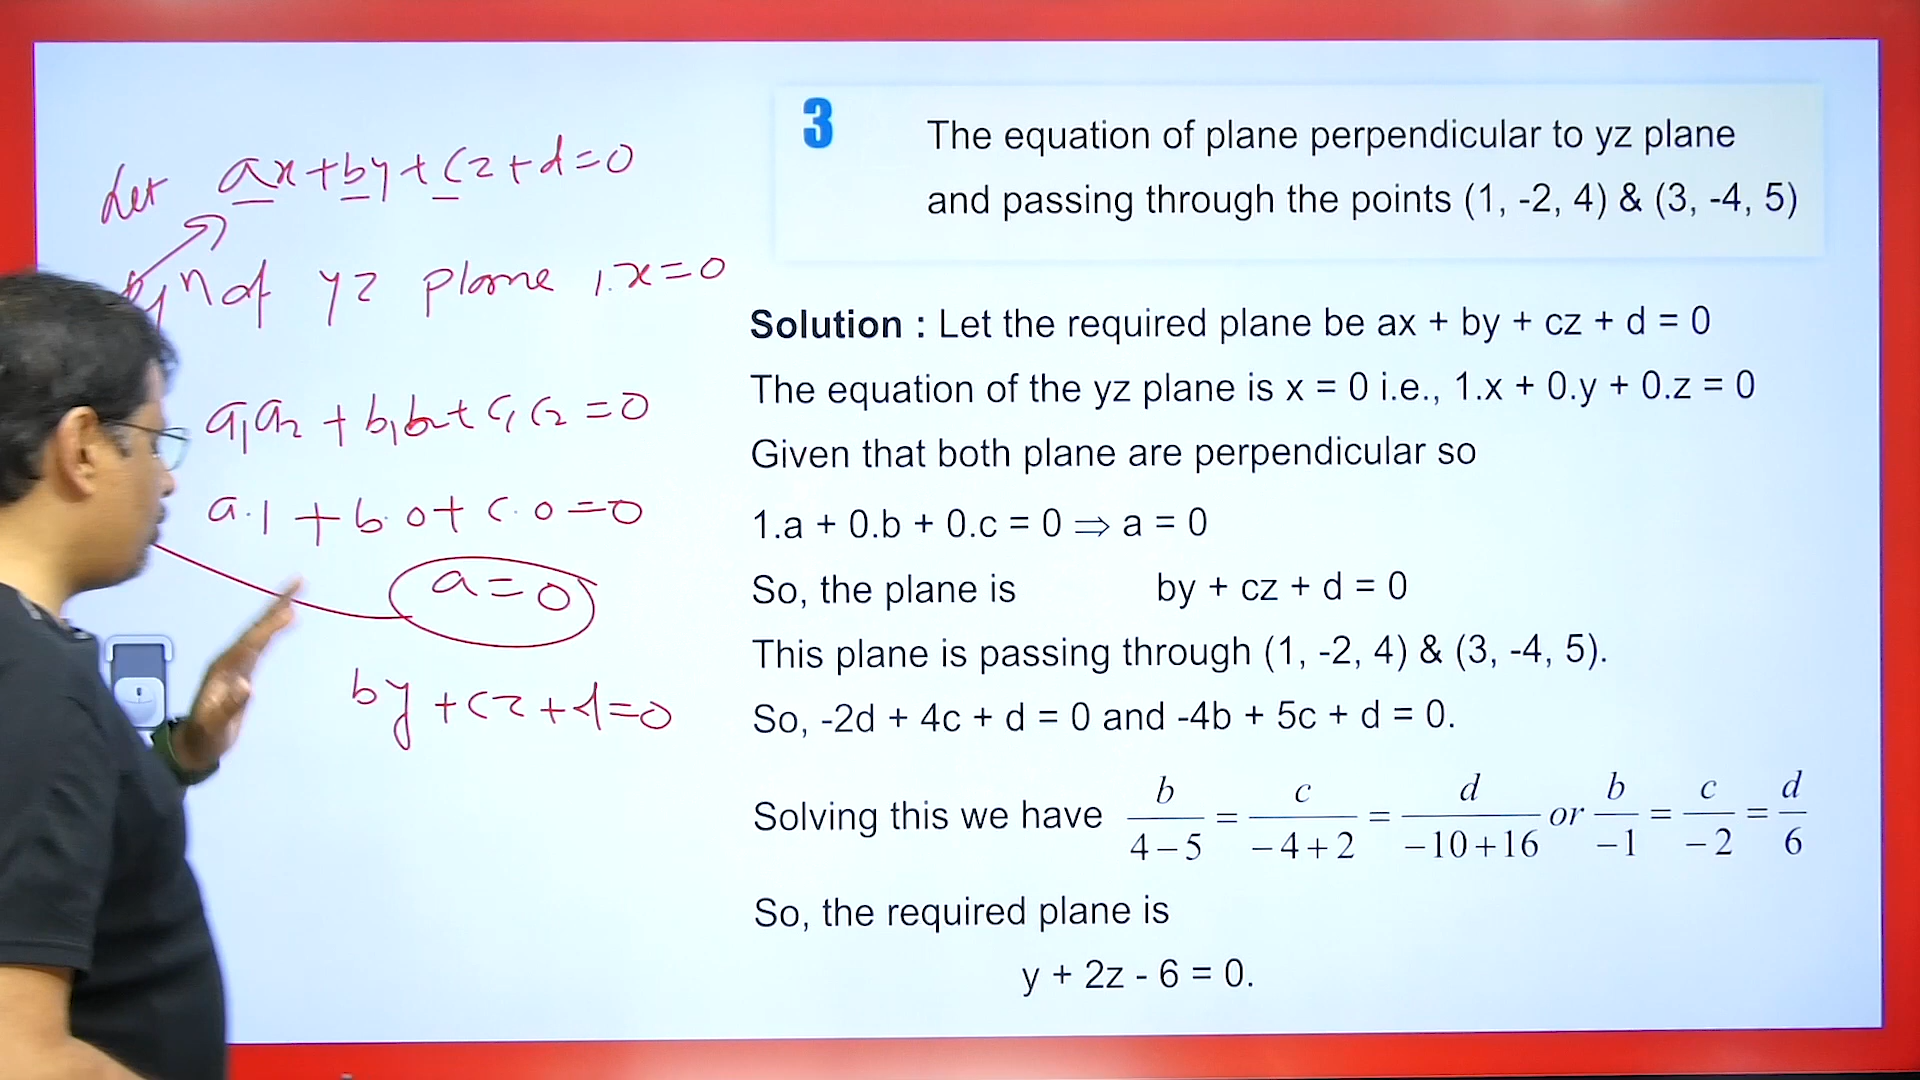 Let ax+by+cz+d=0
Eqn of yz plane 1.x=0
a₁a₂ + b₁b₂ + c₁c₂ =0
a.1 + b.0+ c.0=0
a=0
by+cz+d=0
3
The equation of plane perpendicular to yz plane
and passing through the points (1, -2, 4) & (3, -4, 5)
Solution : Let the required plane be ax + by + cz + d = 0
The equation of the yz plane is x = 0 i.e., 1.x + 0.y + 0.z = 0
Given that both plane are perpendicular so
1.a + 0.b + 0.c = 0 ⇒ a = 0
So, the plane is by + cz + d = 0
This plane is passing through (1, -2, 4) & (3, -4, 5).
So, -2d + 4c + d = 0 and -4b + 5c + d = 0.
Solving this we have b/(4−5) = c/(−4+2) = d/(−10+16) or b/−1 = c/−2 = d/6
So, the required plane is
y + 2z - 6 = 0.